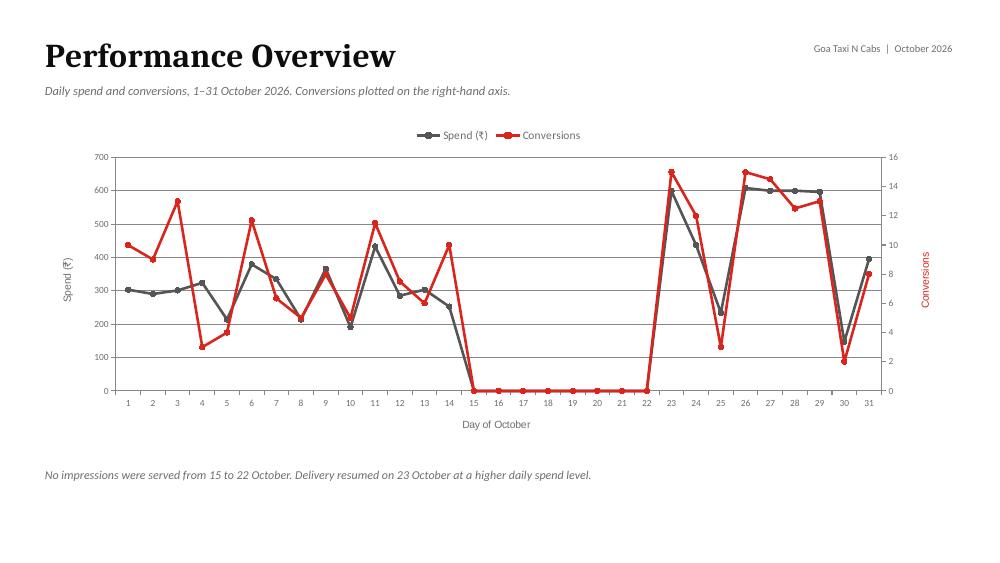 Performance Overview
Goa Taxi N Cabs | October 2026
Daily spend and conversions, 1–31 October 2026. Conversions plotted on the right-hand axis.
Spend (₹) Conversions
700 16
600 14
500 12
400 10
300 8
200 6
100 4
0 2
0
Spend (₹)
Conversions
1 2 3 4 5 6 7 8 9 10 11 12 13 14 15 16 17 18 19 20 21 22 23 24 25 26 27 28 29 30 31
Day of October
No impressions were served from 15 to 22 October. Delivery resumed on 23 October at a higher daily spend level.